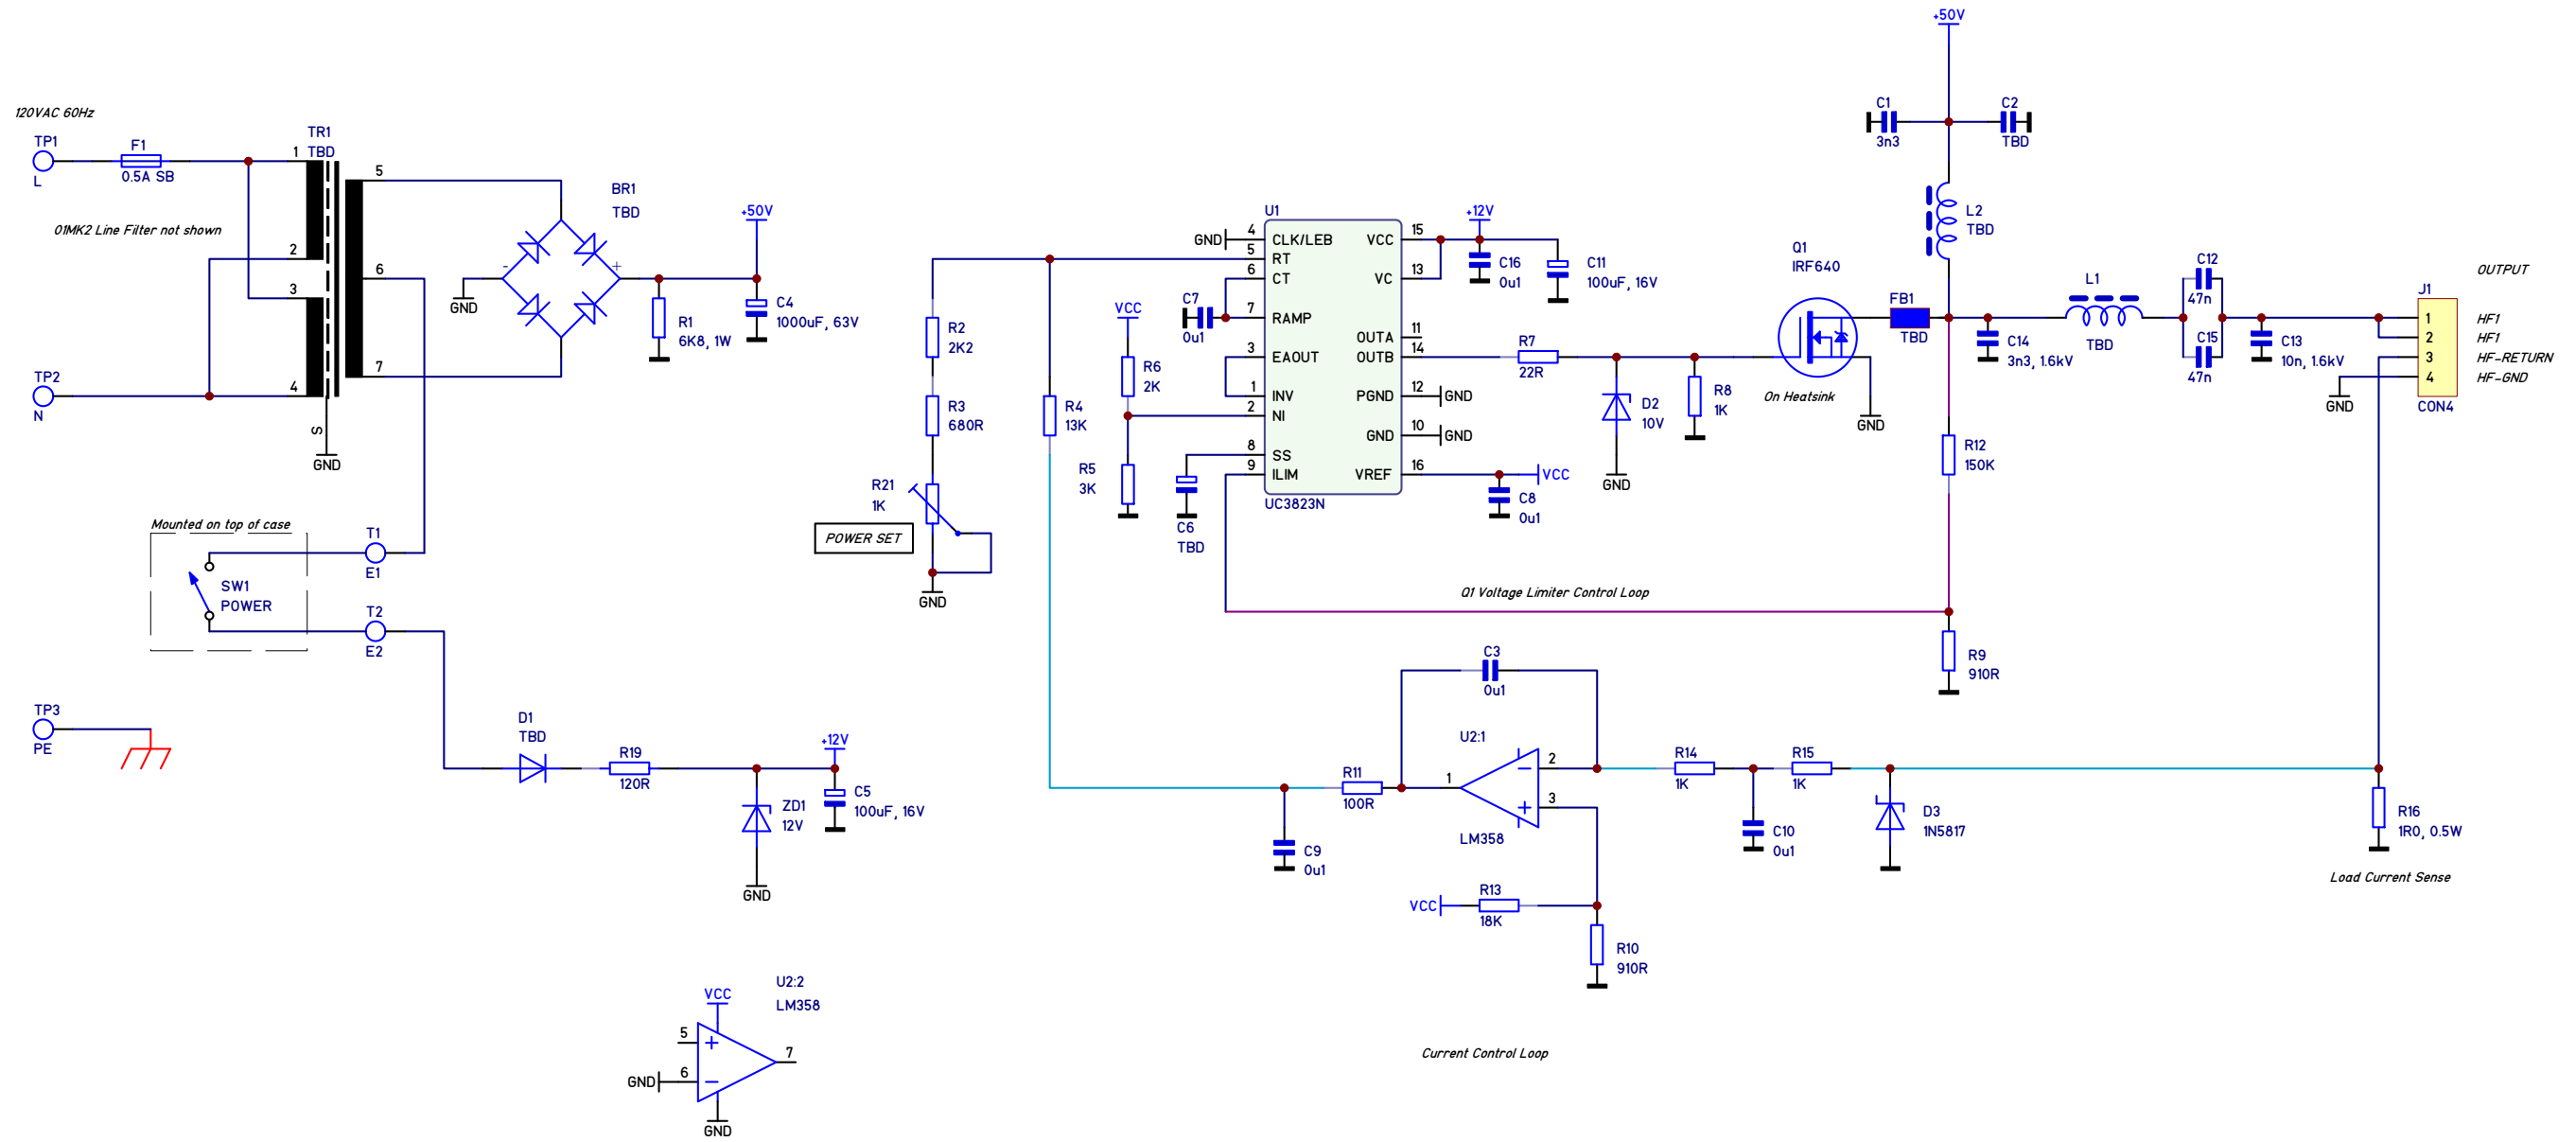 120VAC 60Hz
TP1
L
F1
0.5A SB
TR1
TBD
1
2
3
4
5
6
7
S
GND
01MK2 Line Filter not shown
TP2
N
BR1
TBD
-
+
GND
+50V
R1
6K8, 1W
C4
1000uF, 63V
Mounted on top of case
SW1
POWER
T1
E1
T2
E2
TP3
PE
D1
TBD
R19
120R
+12V
ZD1
12V
GND
C5
100uF, 16V
U2:2
LM358
VCC
5
+
6
−
7
GND
GND
R2
2K2
R3
680R
R21
1K
POWER SET
GND
R4
13K
VCC
R6
2K
R5
3K
C7
0u1
C6
TBD
U1
GND
4 CLK/LEB
5 RT
6 CT
7 RAMP
3 EAOUT
1 INV
2 NI
8 SS
9 ILIM
VCC 15
VC 13
OUTA 11
OUTB 14
PGND 12 GND
GND 10 GND
VREF 16
UC3823N
+12V
C16
0u1
C11
100uF, 16V
VCC
C8
0u1
R7
22R
D2
10V
GND
R8
1K
Q1
IRF640
On Heatsink
GND
FB1
TBD
+50V
C1
3n3
C2
TBD
L2
TBD
C14
3n3, 1.6kV
L1
TBD
C12
47n
C15
47n
C13
10n, 1.6kV
OUTPUT
J1
1 HF1
2 HF1
3 HF-RETURN
4 HF-GND
CON4
GND
R12
150K
Q1 Voltage Limiter Control Loop
R9
910R
C3
0u1
U2:1
LM358
1
2
−
3
+
R11
100R
C9
0u1
R14
1K
R15
1K
C10
0u1
D3
1N5817
R16
1R0, 0.5W
Load Current Sense
VCC
R13
18K
R10
910R
Current Control Loop